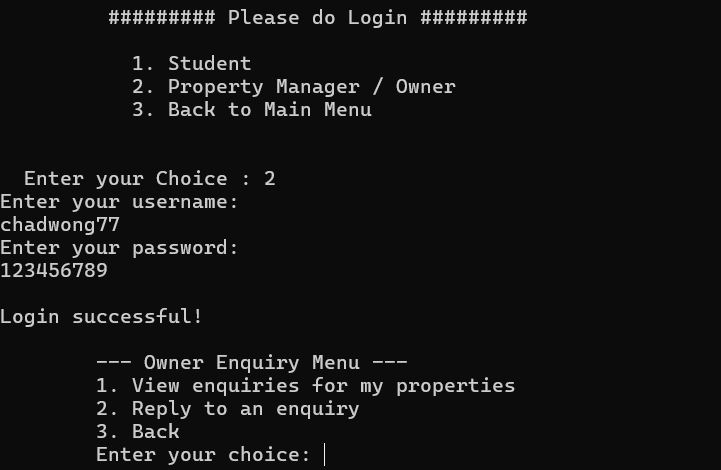 ######### Please do Login #########
1. Student
2. Property Manager / Owner
3. Back to Main Menu
Enter your Choice : 2
Enter your username:
chadwong77
Enter your password:
123456789
Login successful!
--- Owner Enquiry Menu ---
1. View enquiries for my properties
2. Reply to an enquiry
3. Back
Enter your choice: